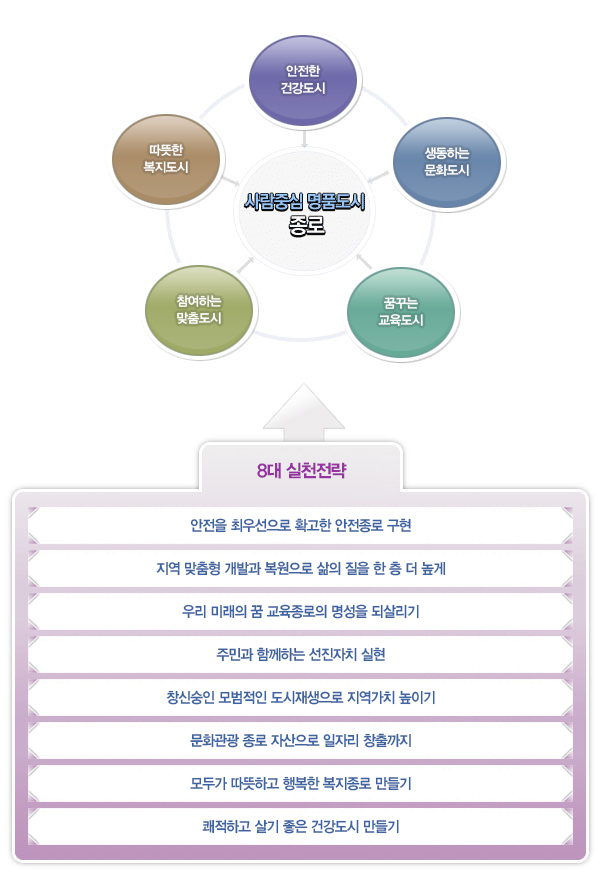 안전한
건강도시
따뜻한
복지도시
생동하는
문화도시
사람중심 명품도시
종로
참여하는
맞춤도시
꿈꾸는
교육도시
8대 실천전략
안전을 최우선으로 확고한 안전종로 구현
지역 맞춤형 개발과 복원으로 삶의 질을 한 층 더 높게
우리 미래의 꿈 교육종로의 명성을 되살리기
주민과 함께하는 선진자치 실현
창신숭인 모범적인 도시재생으로 지역가치 높이기
문화관광 종로 자산으로 일자리 창출까지
모두가 따뜻하고 행복한 복지종로 만들기
쾌적하고 살기 좋은 건강도시 만들기